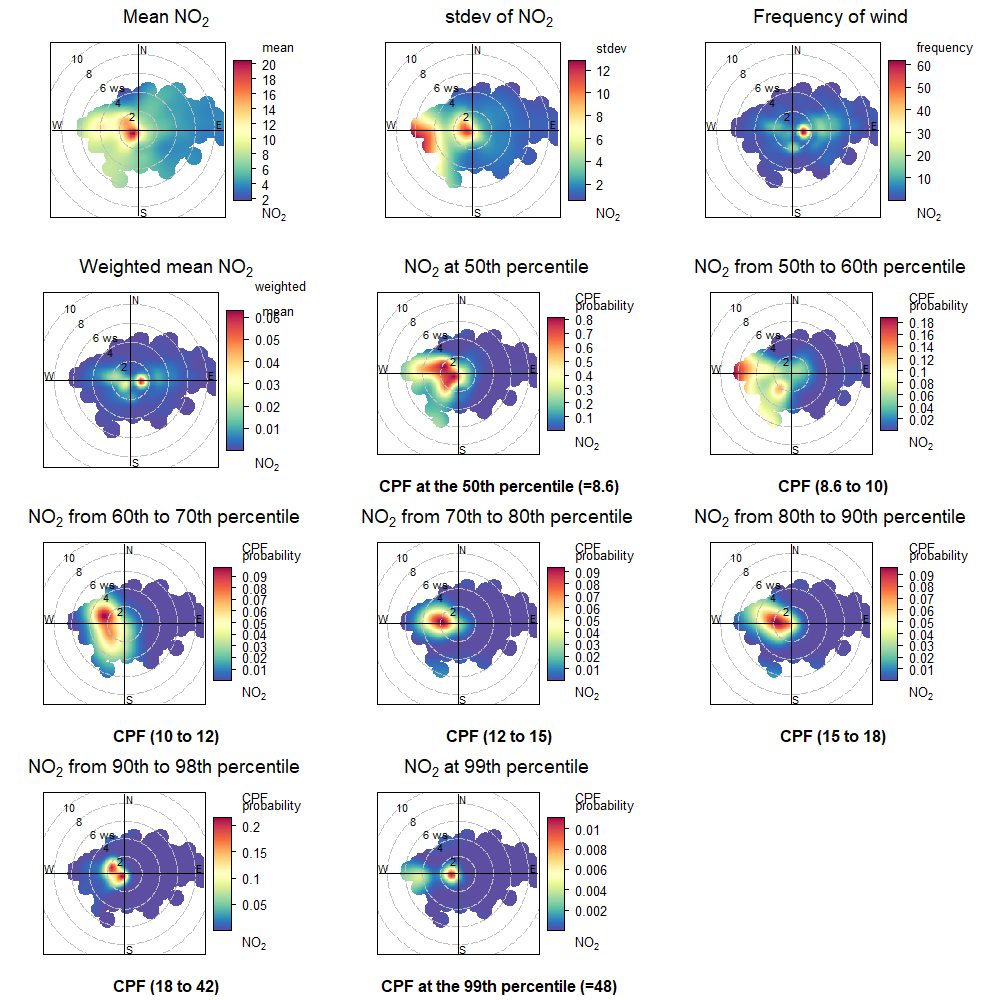 Mean NO2
stdev of NO2
Frequency of wind
N
10
8
6 ws
4
2
W
E
S
mean
20
18
16
14
12
10
8
6
4
2
NO2
N
10
8
6 ws
4
2
W
E
S
stdev
12
10
8
6
4
2
NO2
N
10
8
6 ws
4
2
W
E
S
frequency
60
50
40
30
20
10
NO2
Weighted mean NO2
NO2 at 50th percentile
NO2 from 50th to 60th percentile
N
10
8
6 ws
4
2
W
E
S
weighted
mean
0.06
0.05
0.04
0.03
0.02
0.01
NO2
N
10
8
6 ws
4
2
W
E
S
CPF
probability
0.8
0.7
0.6
0.5
0.4
0.3
0.2
0.1
NO2
CPF at the 50th percentile (=8.6)
N
10
8
6 ws
4
2
W
E
S
CPF
probability
0.18
0.16
0.14
0.12
0.1
0.08
0.06
0.04
0.02
NO2
CPF (8.6 to 10)
NO2 from 60th to 70th percentile
NO2 from 70th to 80th percentile
NO2 from 80th to 90th percentile
N
10
8
6 ws
4
2
W
E
S
CPF
probability
0.09
0.08
0.07
0.06
0.05
0.04
0.03
0.02
0.01
NO2
CPF (10 to 12)
N
10
8
6 ws
4
2
W
E
S
CPF
probability
0.09
0.08
0.07
0.06
0.05
0.04
0.03
0.02
0.01
NO2
CPF (12 to 15)
N
10
8
6 ws
4
2
W
E
S
CPF
probability
0.09
0.08
0.07
0.06
0.05
0.04
0.03
0.02
0.01
NO2
CPF (15 to 18)
NO2 from 90th to 98th percentile
NO2 at 99th percentile
N
10
8
6 ws
4
2
W
E
S
CPF
probability
0.2
0.15
0.1
0.05
NO2
CPF (18 to 42)
N
10
8
6 ws
4
2
W
E
S
CPF
probability
0.01
0.008
0.006
0.004
0.002
NO2
CPF at the 99th percentile (=48)